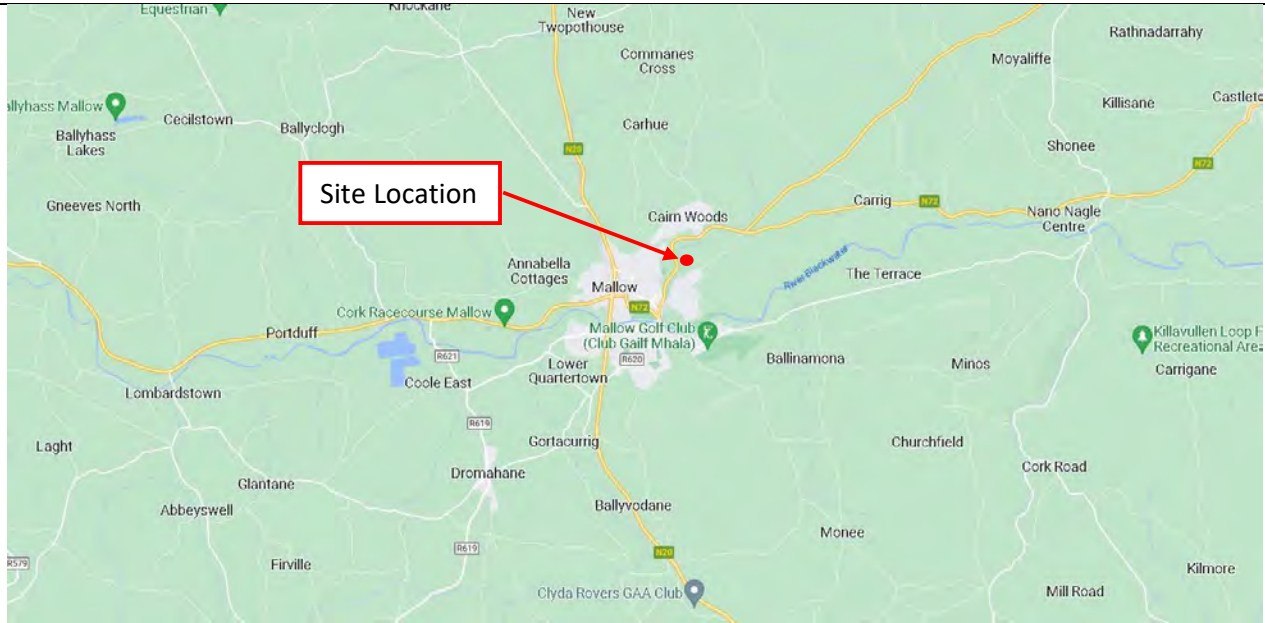 Equestrian
Knockane
New
Twopothouse
Rathnadarrahy
Commanes
Cross
Moyaliffe
allyhass Mallow
Ballyhass
Lakes
Cecilstown
Ballyclogh
Carhue
Killisane
Castleto
N20
Shonee
N72
Site Location
Gneeves North
Cairn Woods
Carrig
N72
Nano Nagle
Centre
Annabella
Cottages
Mallow
River Blackwater
The Terrace
Cork Racecourse Mallow
N72
Portduff
Mallow Golf Club
(Club Gailf Mhala)
Killavullen Loop F
Recreational Area
R621
R620
Lower
Quartertown
Ballinamona
Minos
Carrigane
Coole East
Lombardstown
R619
Laght
Gortacurrig
Churchfield
Dromahane
Cork Road
Glantane
Abbeyswell
Ballyvodane
Monee
R619
N20
R579
Firville
Kilmore
Clyda Rovers GAA Club
Mill Road